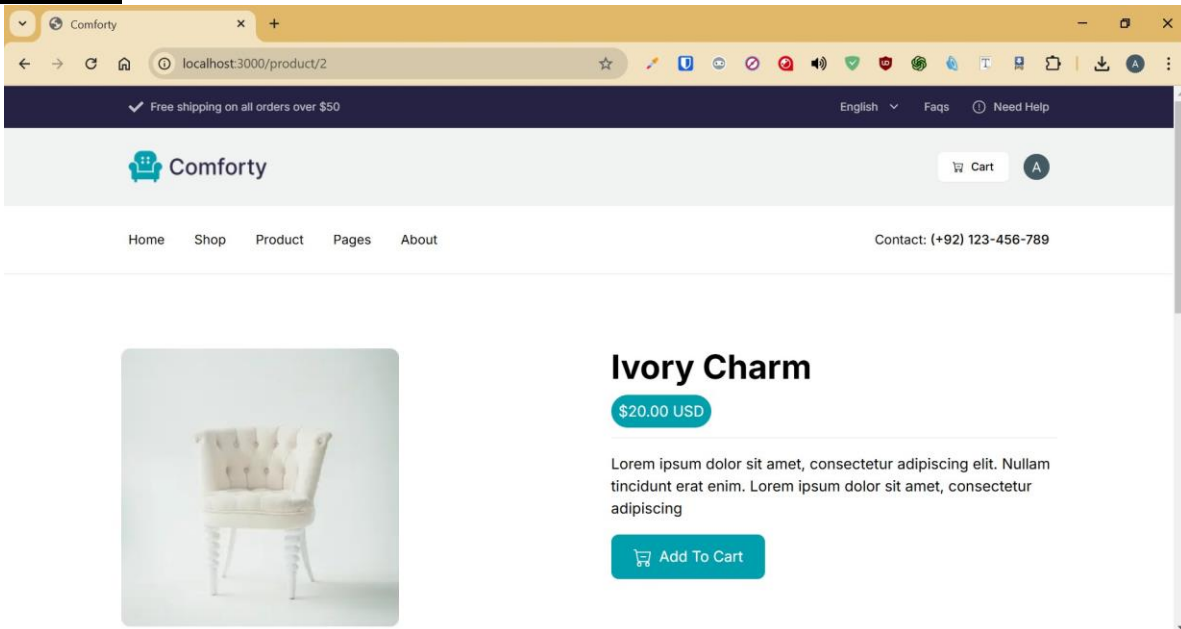 Comforty
localhost:3000/product/2
A
Free shipping on all orders over $50
English
Faqs
Need Help
Comforty
Cart
A
Home
Shop
Product
Pages
About
Contact: (+92) 123-456-789
Ivory Charm
$20.00 USD
Lorem ipsum dolor sit amet, consectetur adipiscing elit. Nullam
tincidunt erat enim. Lorem ipsum dolor sit amet, consectetur
adipiscing
Add To Cart